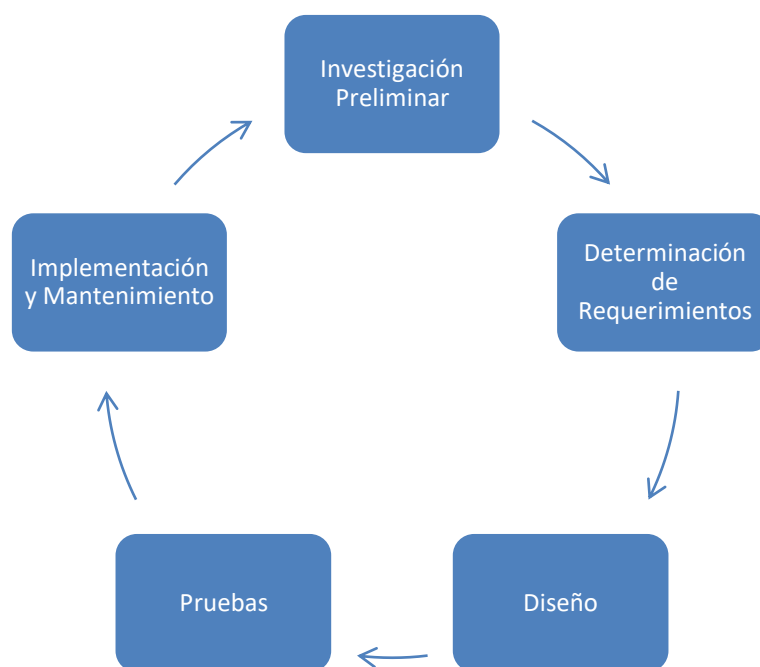 Investigación
Preliminar
Determinación
de
Requerimientos
Diseño
Pruebas
Implementación
y Mantenimiento